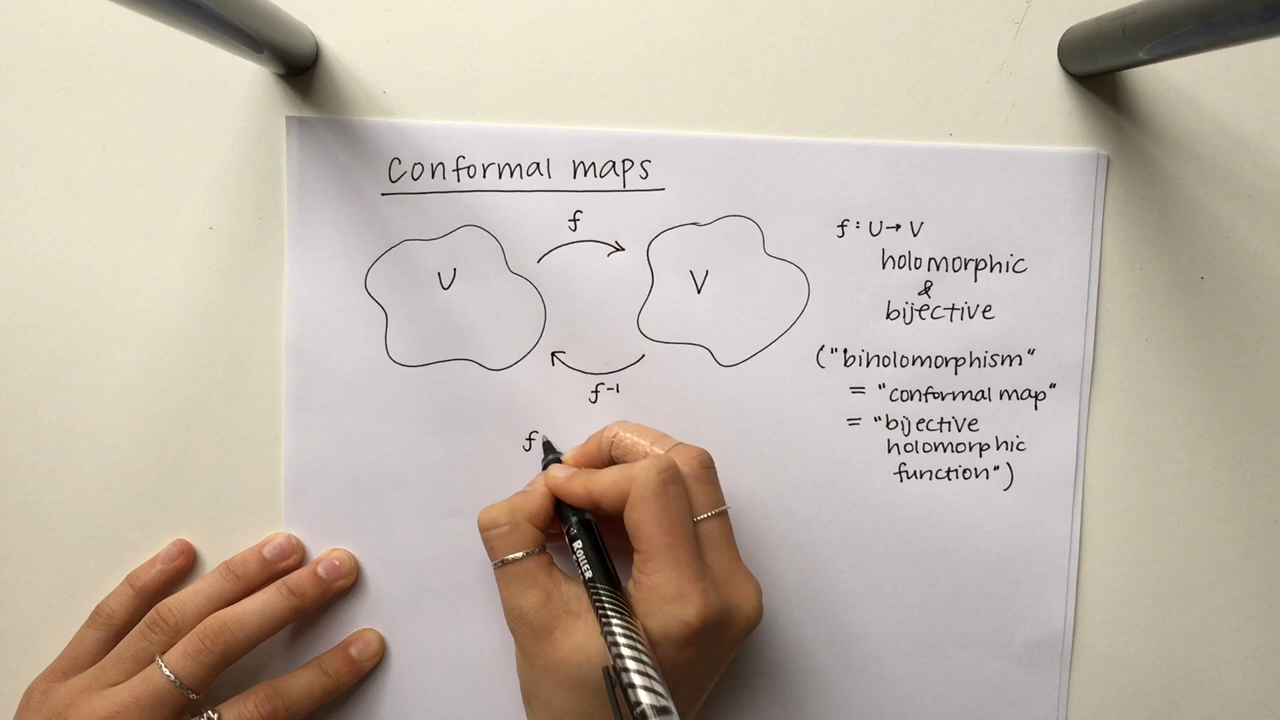 Conformal maps
f
U
V
f⁻¹
f
f : U → V
holomorphic
&
bijective
("biholomorphism"
= "conformal map"
= "bijective
holomorphic
function")
ROLLER